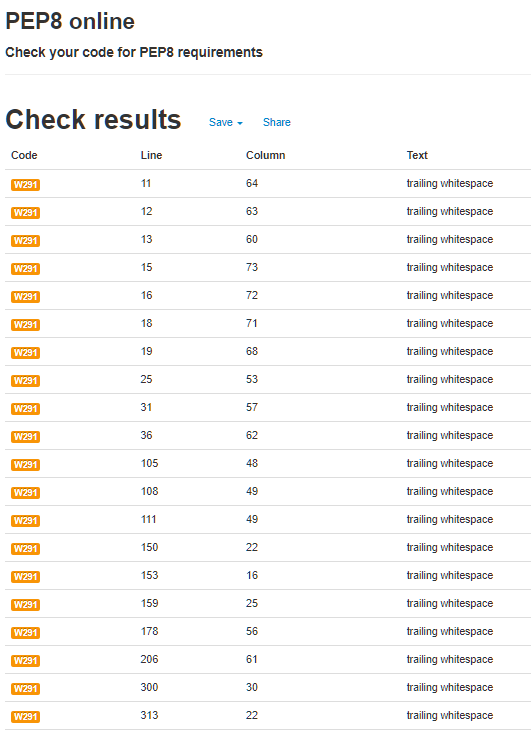 PEP8 online
Check your code for PEP8 requirements
Check results Save Share
Code Line Column Text
W291 11 64 trailing whitespace
W291 12 63 trailing whitespace
W291 13 60 trailing whitespace
W291 15 73 trailing whitespace
W291 16 72 trailing whitespace
W291 18 71 trailing whitespace
W291 19 68 trailing whitespace
W291 25 53 trailing whitespace
W291 31 57 trailing whitespace
W291 36 62 trailing whitespace
W291 105 48 trailing whitespace
W291 108 49 trailing whitespace
W291 111 49 trailing whitespace
W291 150 22 trailing whitespace
W291 153 16 trailing whitespace
W291 159 25 trailing whitespace
W291 178 56 trailing whitespace
W291 206 61 trailing whitespace
W291 300 30 trailing whitespace
W291 313 22 trailing whitespace